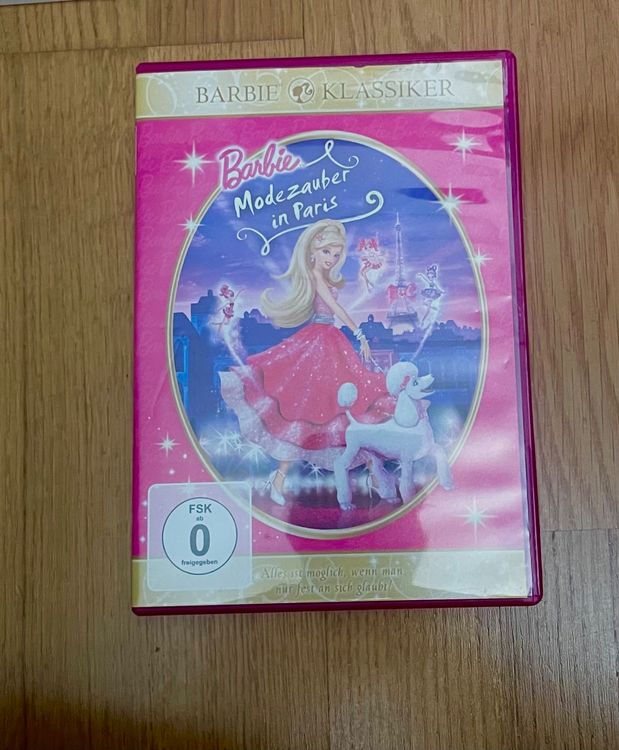 BARBIE KLASSIKER
Barbie
Modezauber
in Paris
FSK
ab
0
freigegeben
Alles ist möglich, wenn man
nur fest an sich glaubt!